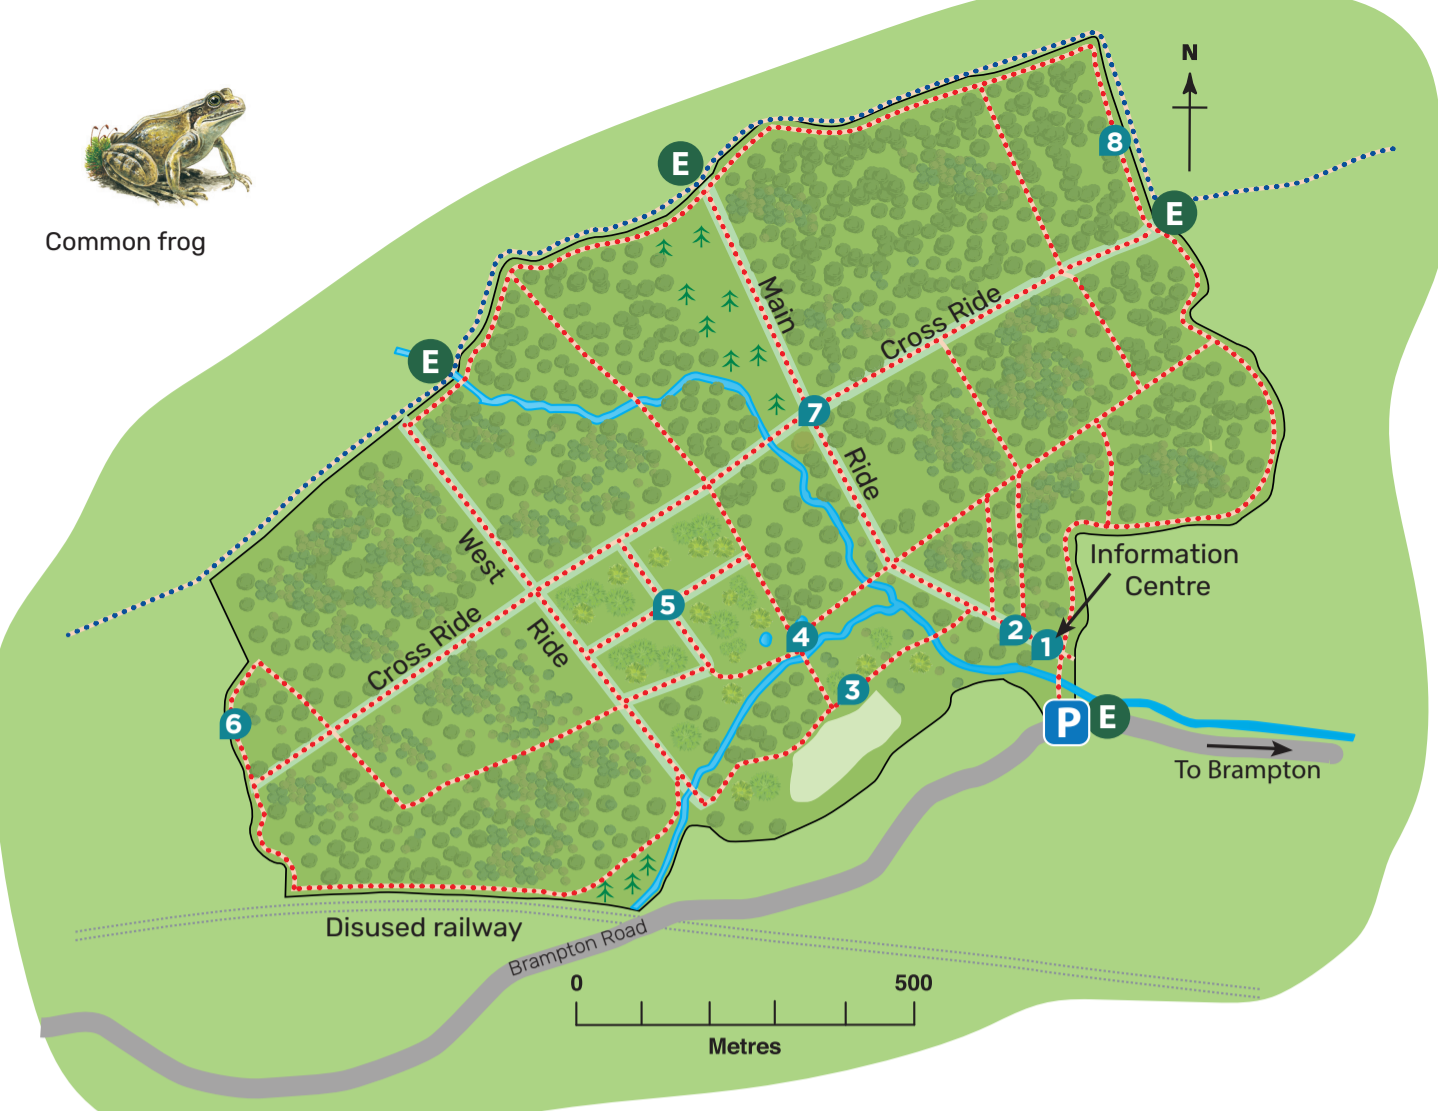 N
8
E
E
Common frog
Main
Cross Ride
E
7
Ride
West
Information
Centre
5
Cross Ride
Ride
4
2
1
3
6
P
E
To Brampton
Disused railway
Brampton Road
0
500
Metres